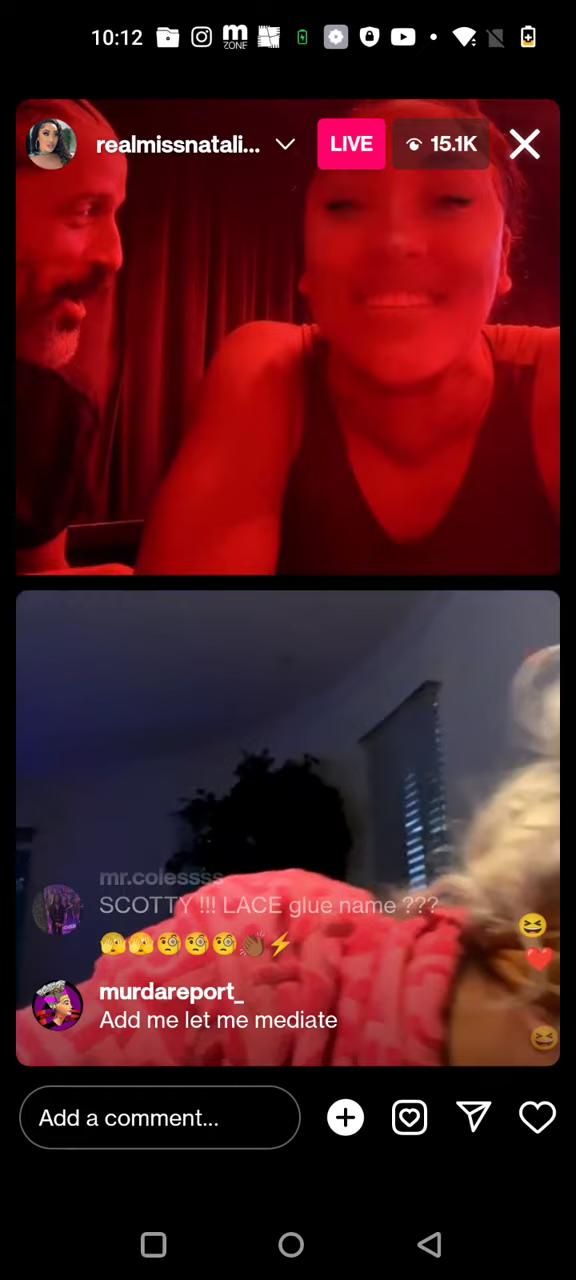 10:12
m
ZONE
realmissnatali...
LIVE
15.1K
mr.colessss
SCOTTY !!! LACE glue name ???
🫣🫣🧐🧐🧐👋🏾⚡
murdareport_
Add me let me mediate
Add a comment...